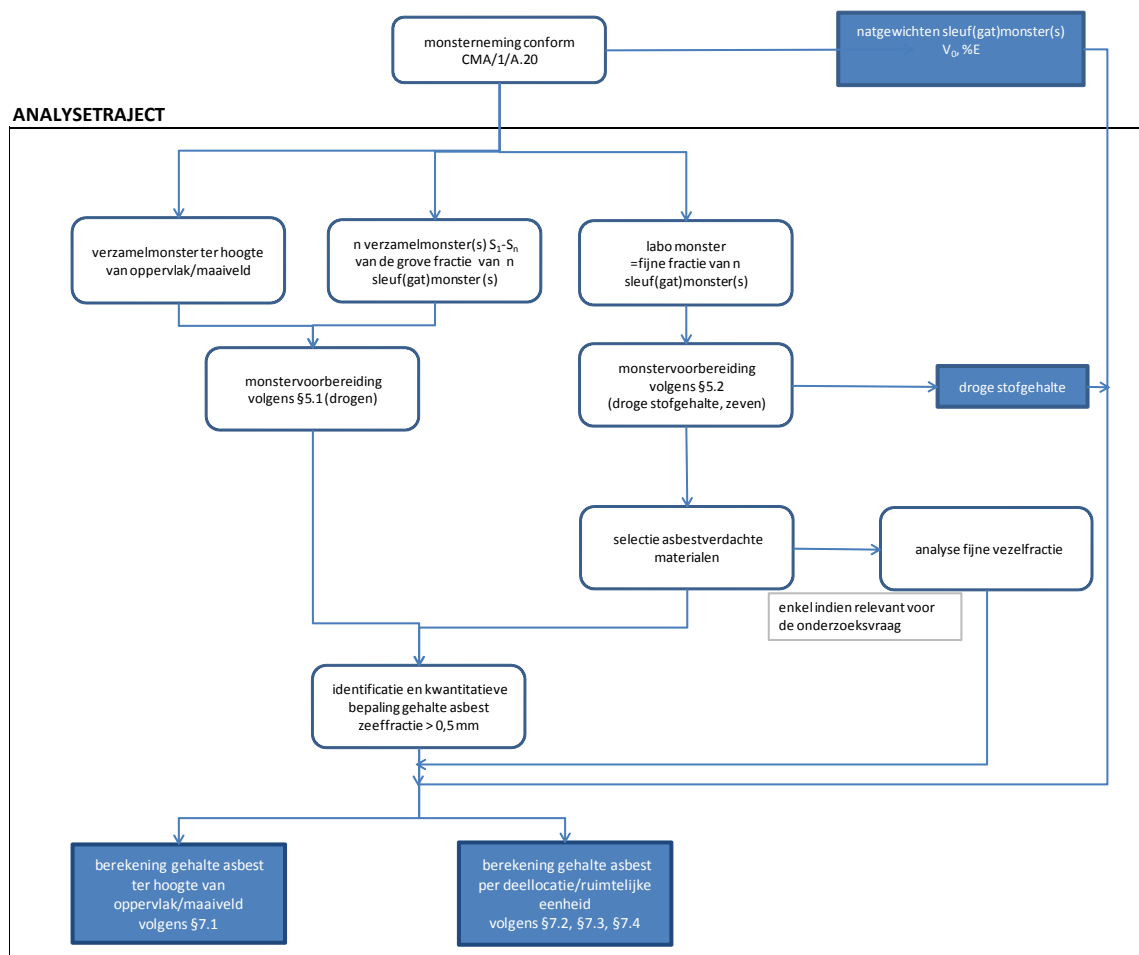 monsterneming conform
CMA/1/A.20
natgewichten sleuf(gat)monster(s)
V₀, %E
ANALYSETRAJECT
verzamelmonster ter hoogte
van oppervlak/maaiveld
n verzamelmonster(s) S₁-Sₙ
van de grove fractie van n
sleuf(gat)monster(s)
labo monster
=fijne fractie van n
sleuf(gat)monster(s)
monstervoorbereiding
volgens §5.1 (drogen)
monstervoorbereiding
volgens §5.2
(droge stofgehalte, zeven)
droge stofgehalte
selectie asbestverdachte
materialen
analyse fijne vezelfractie
enkel indien relevant voor
de onderzoeksvraag
identificatie en kwantitatieve
bepaling gehalte asbest
zeeffractie > 0,5 mm
berekening gehalte asbest
ter hoogte van
oppervlak/maaiveld
volgens §7.1
berekening gehalte asbest
per deellocatie/ruimtelijke
eenheid
volgens §7.2, §7.3, §7.4